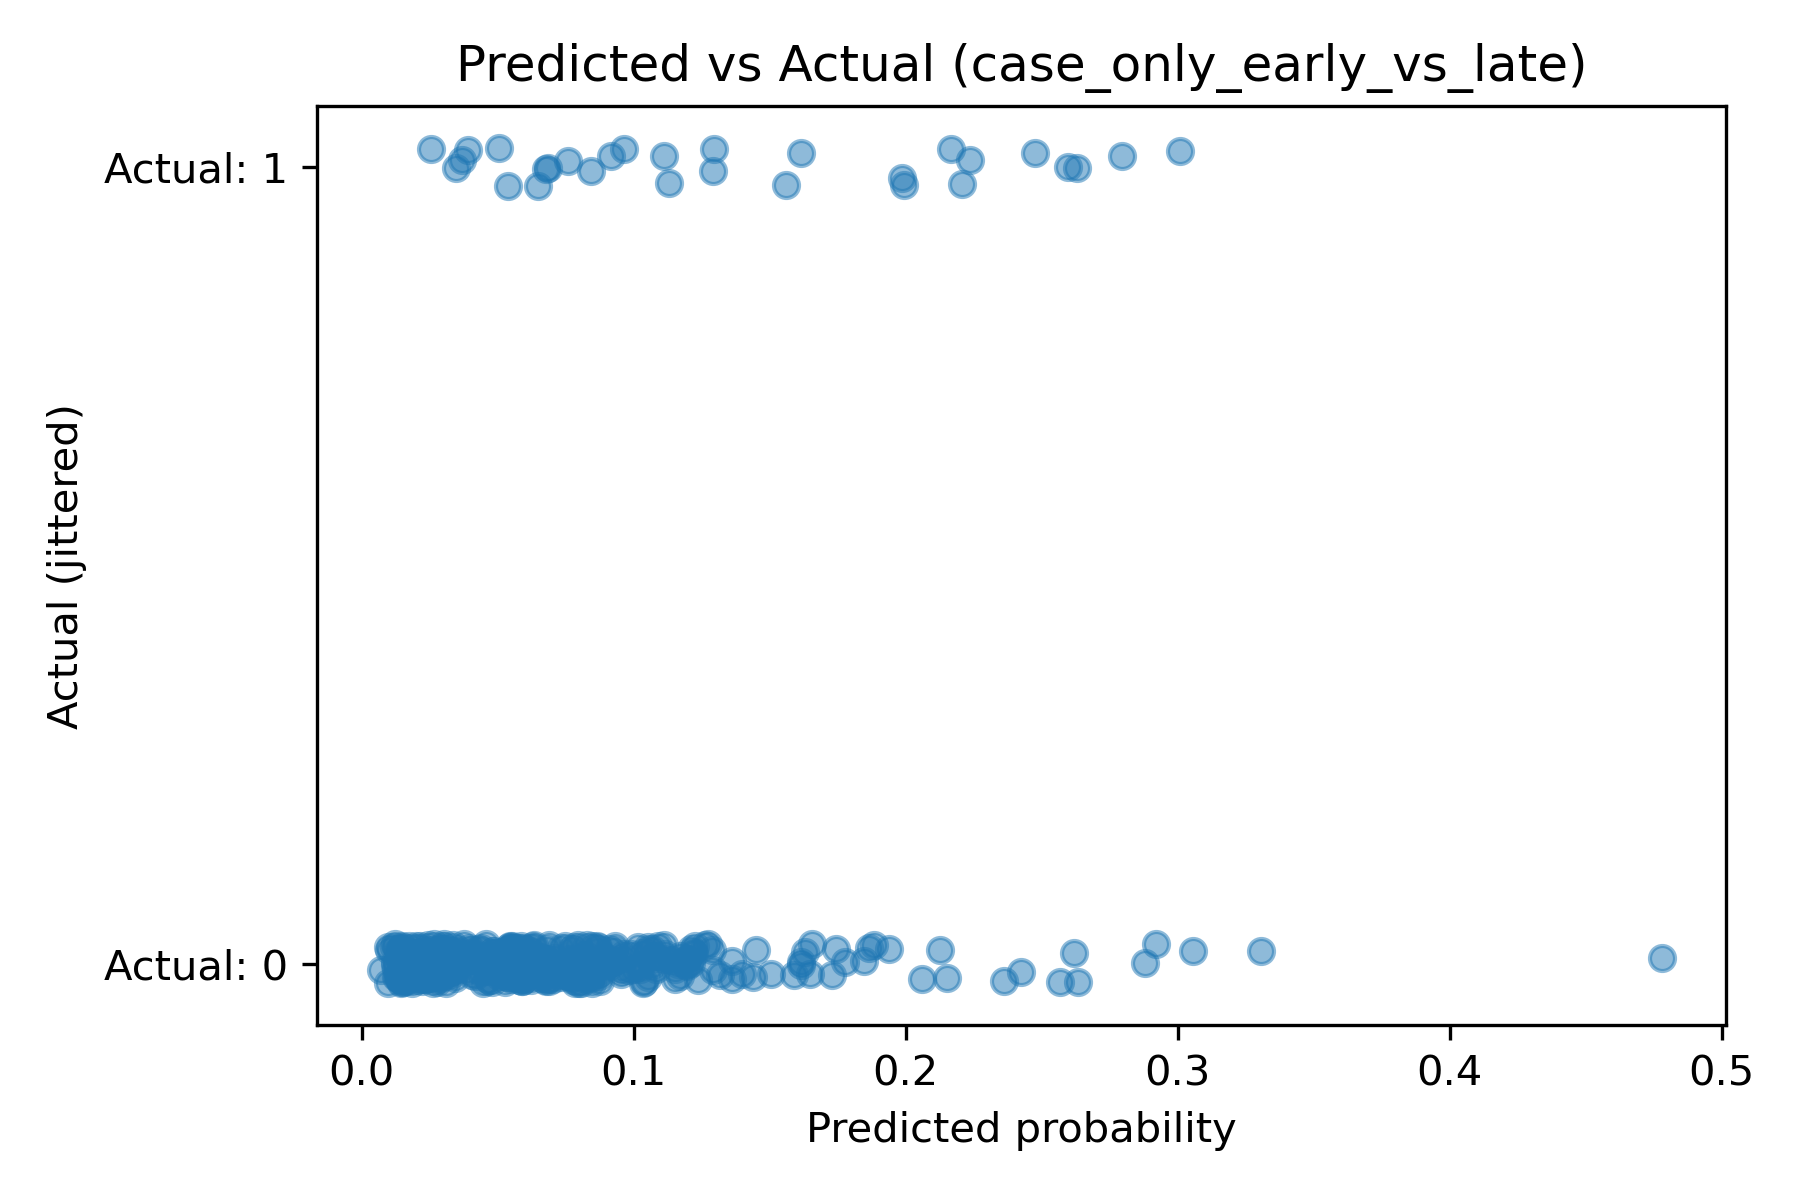 Predicted vs Actual (case_only_early_vs_late)
Actual: 1
Actual (jittered)
Actual: 0
0.0 0.1 0.2 0.3 0.4 0.5
Predicted probability